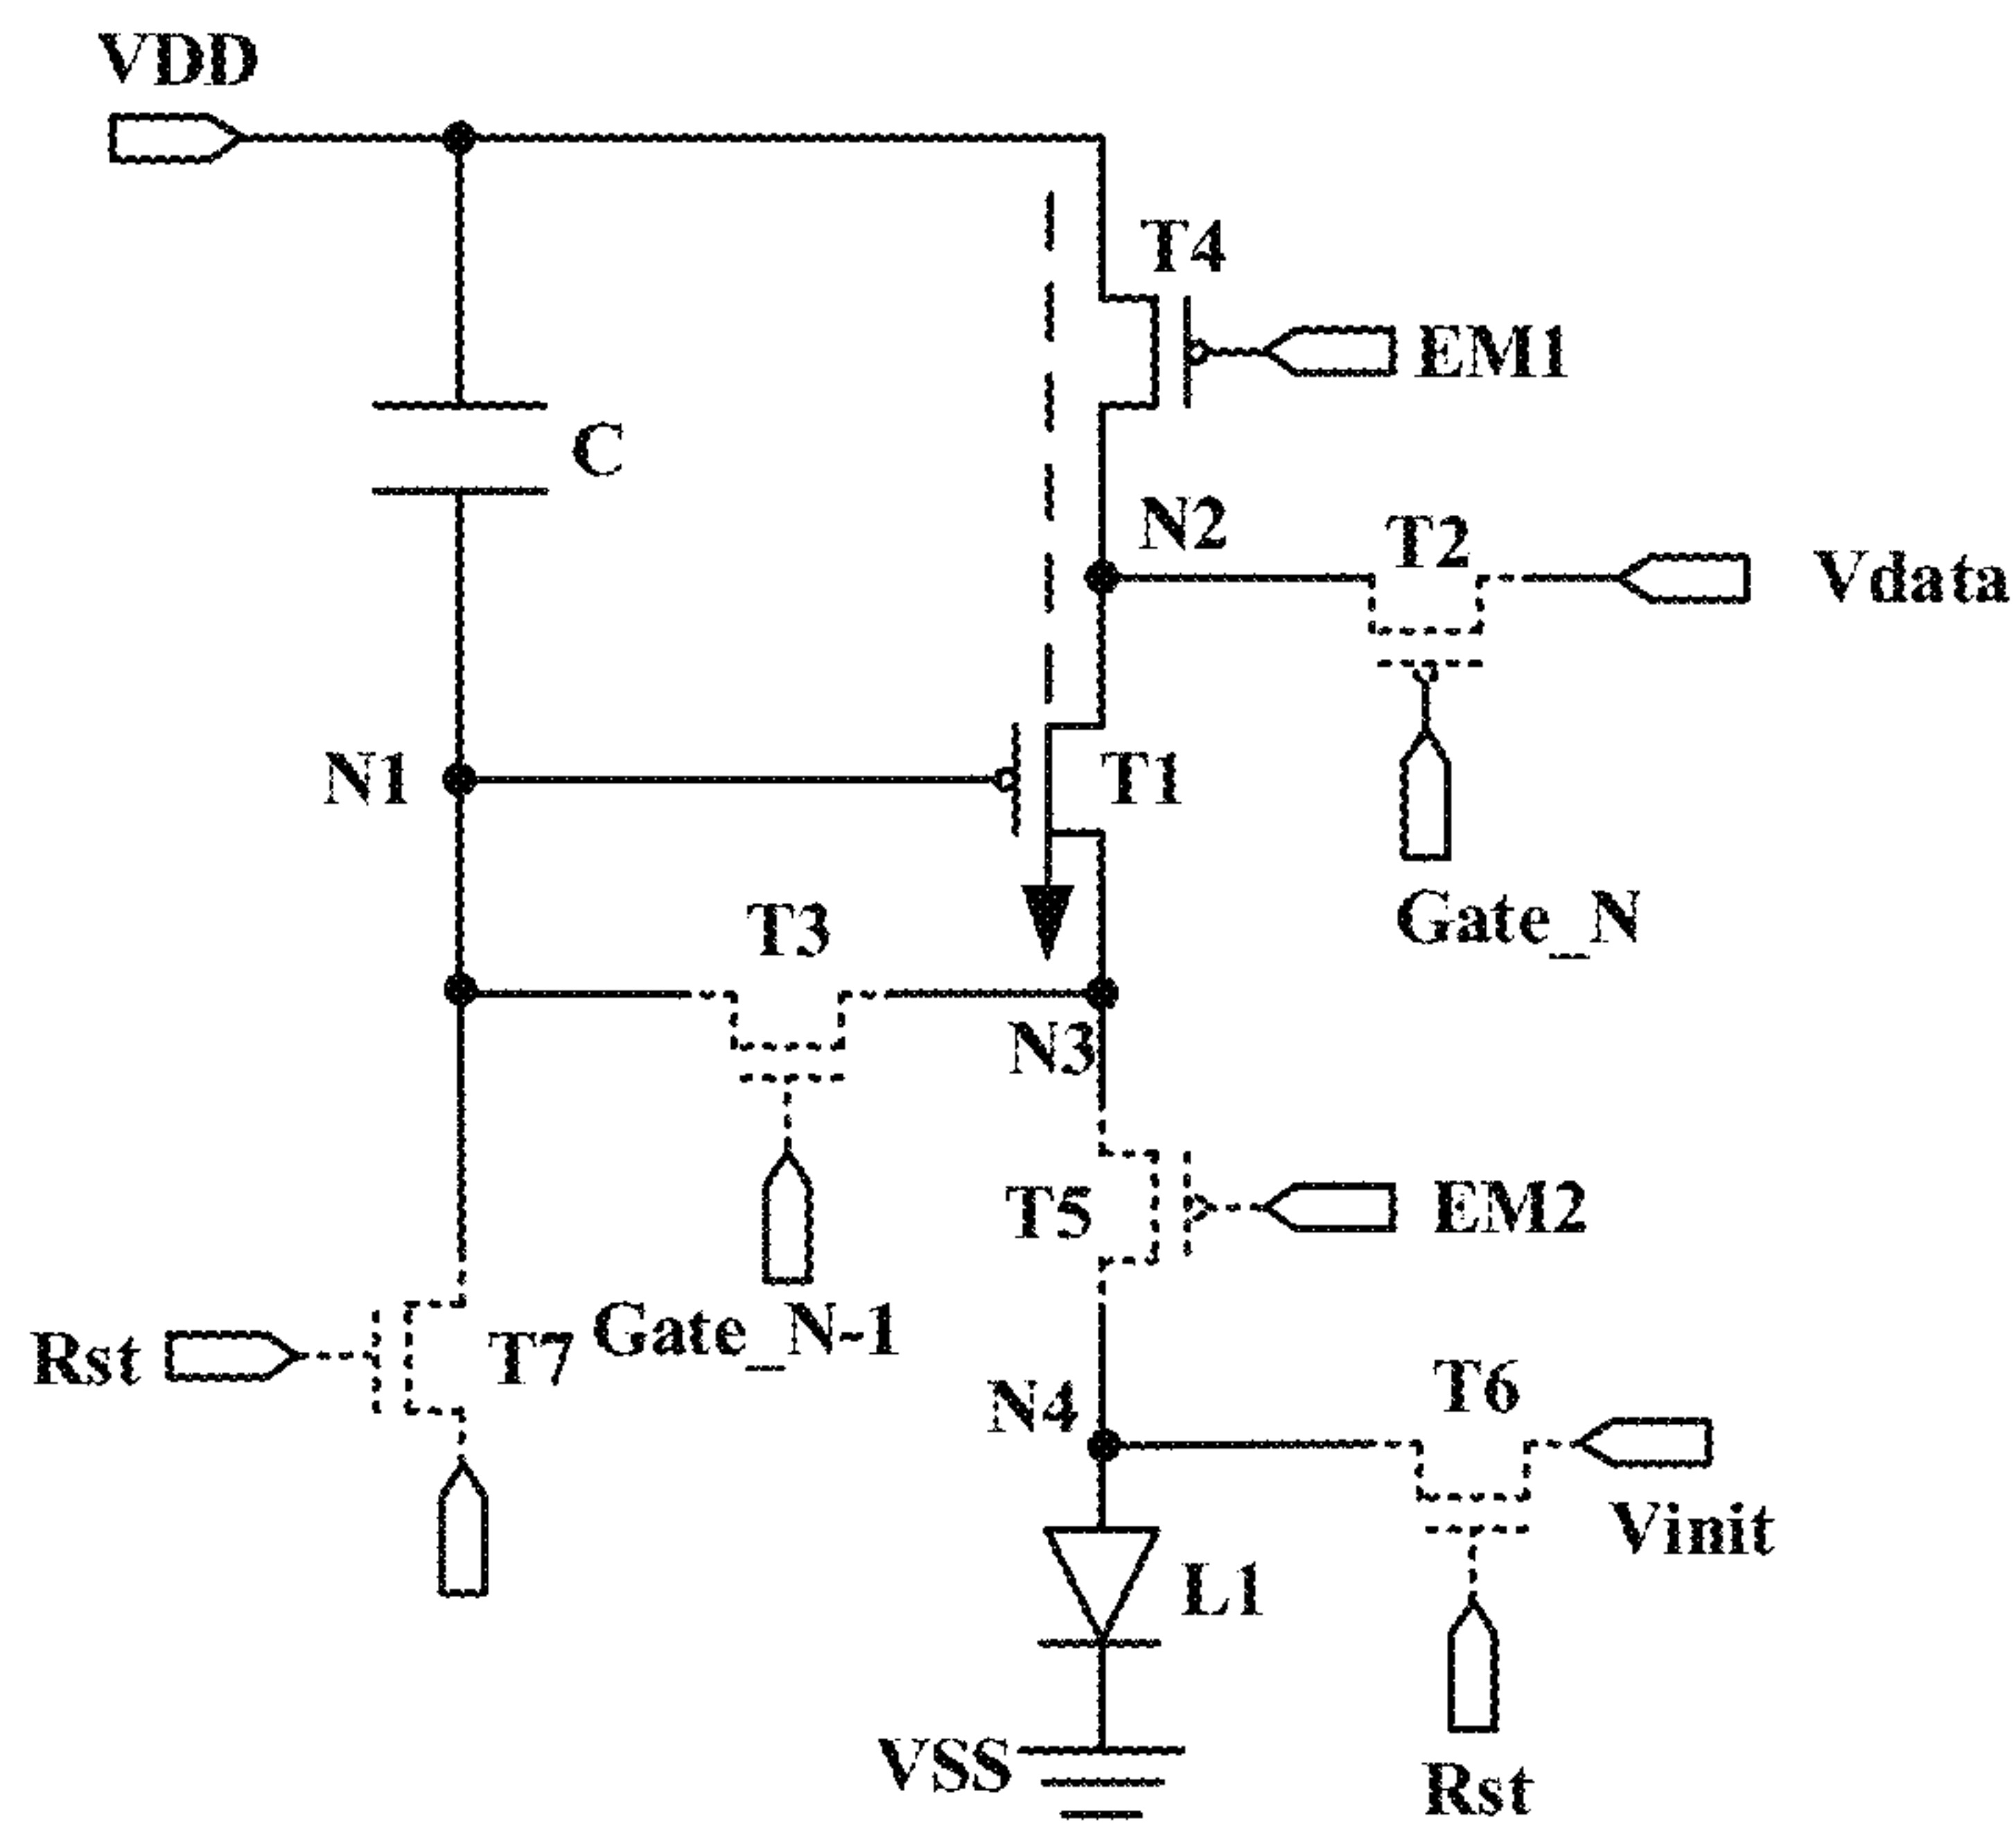 VDD
T4
EM1
C
N2
T2
Vdata
N1
T1
Gate_N
T3
N3
T5
EM2
Rst
T7
Gate_N-1
N4
T6
Vinit
L1
VSS
Rst